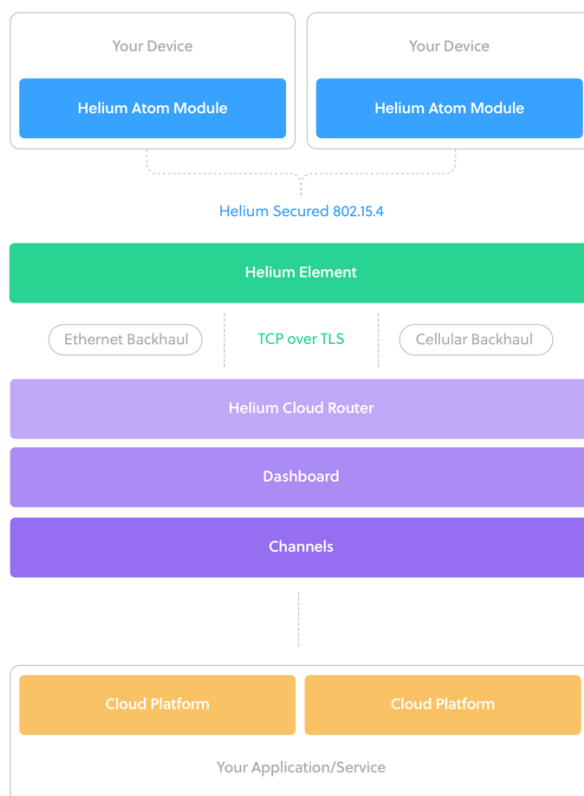 Your Device
Your Device
Helium Atom Module
Helium Atom Module
Helium Secured 802.15.4
Helium Element
Ethernet Backhaul
TCP over TLS
Cellular Backhaul
Helium Cloud Router
Dashboard
Channels
Cloud Platform
Cloud Platform
Your Application/Service